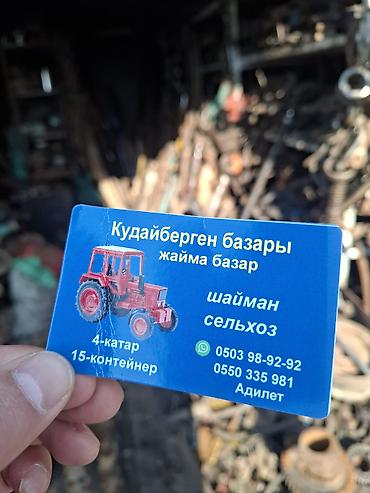 Кудайберген базары
жайма базар
шайман
сельхоз
4-катар
15-контейнер
0503 98-92-92
0550 335 981
Адилет